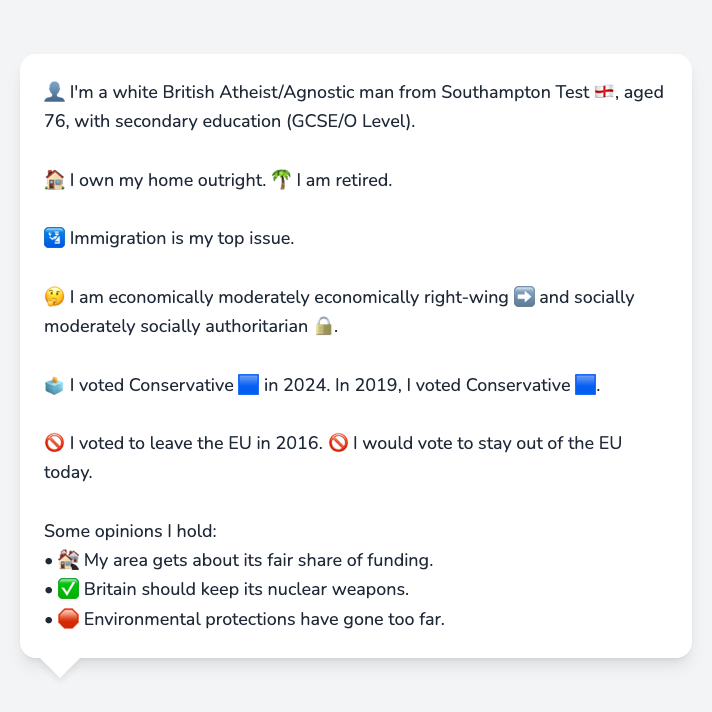 👤 I'm a white British Atheist/Agnostic man from Southampton Test 🏴󠁧󠁢󠁥󠁮󠁧󠁿, aged
76, with secondary education (GCSE/O Level).
🏠 I own my home outright. 🌴 I am retired.
🛂 Immigration is my top issue.
🤔 I am economically moderately economically right-wing ➡️ and socially
moderately socially authoritarian 🔒.
🗳️ I voted Conservative 🟦 in 2024. In 2019, I voted Conservative 🟦.
🚫 I voted to leave the EU in 2016. 🚫 I would vote to stay out of the EU
today.
Some opinions I hold:
• 🏘️ My area gets about its fair share of funding.
• ✅ Britain should keep its nuclear weapons.
• 🛑 Environmental protections have gone too far.